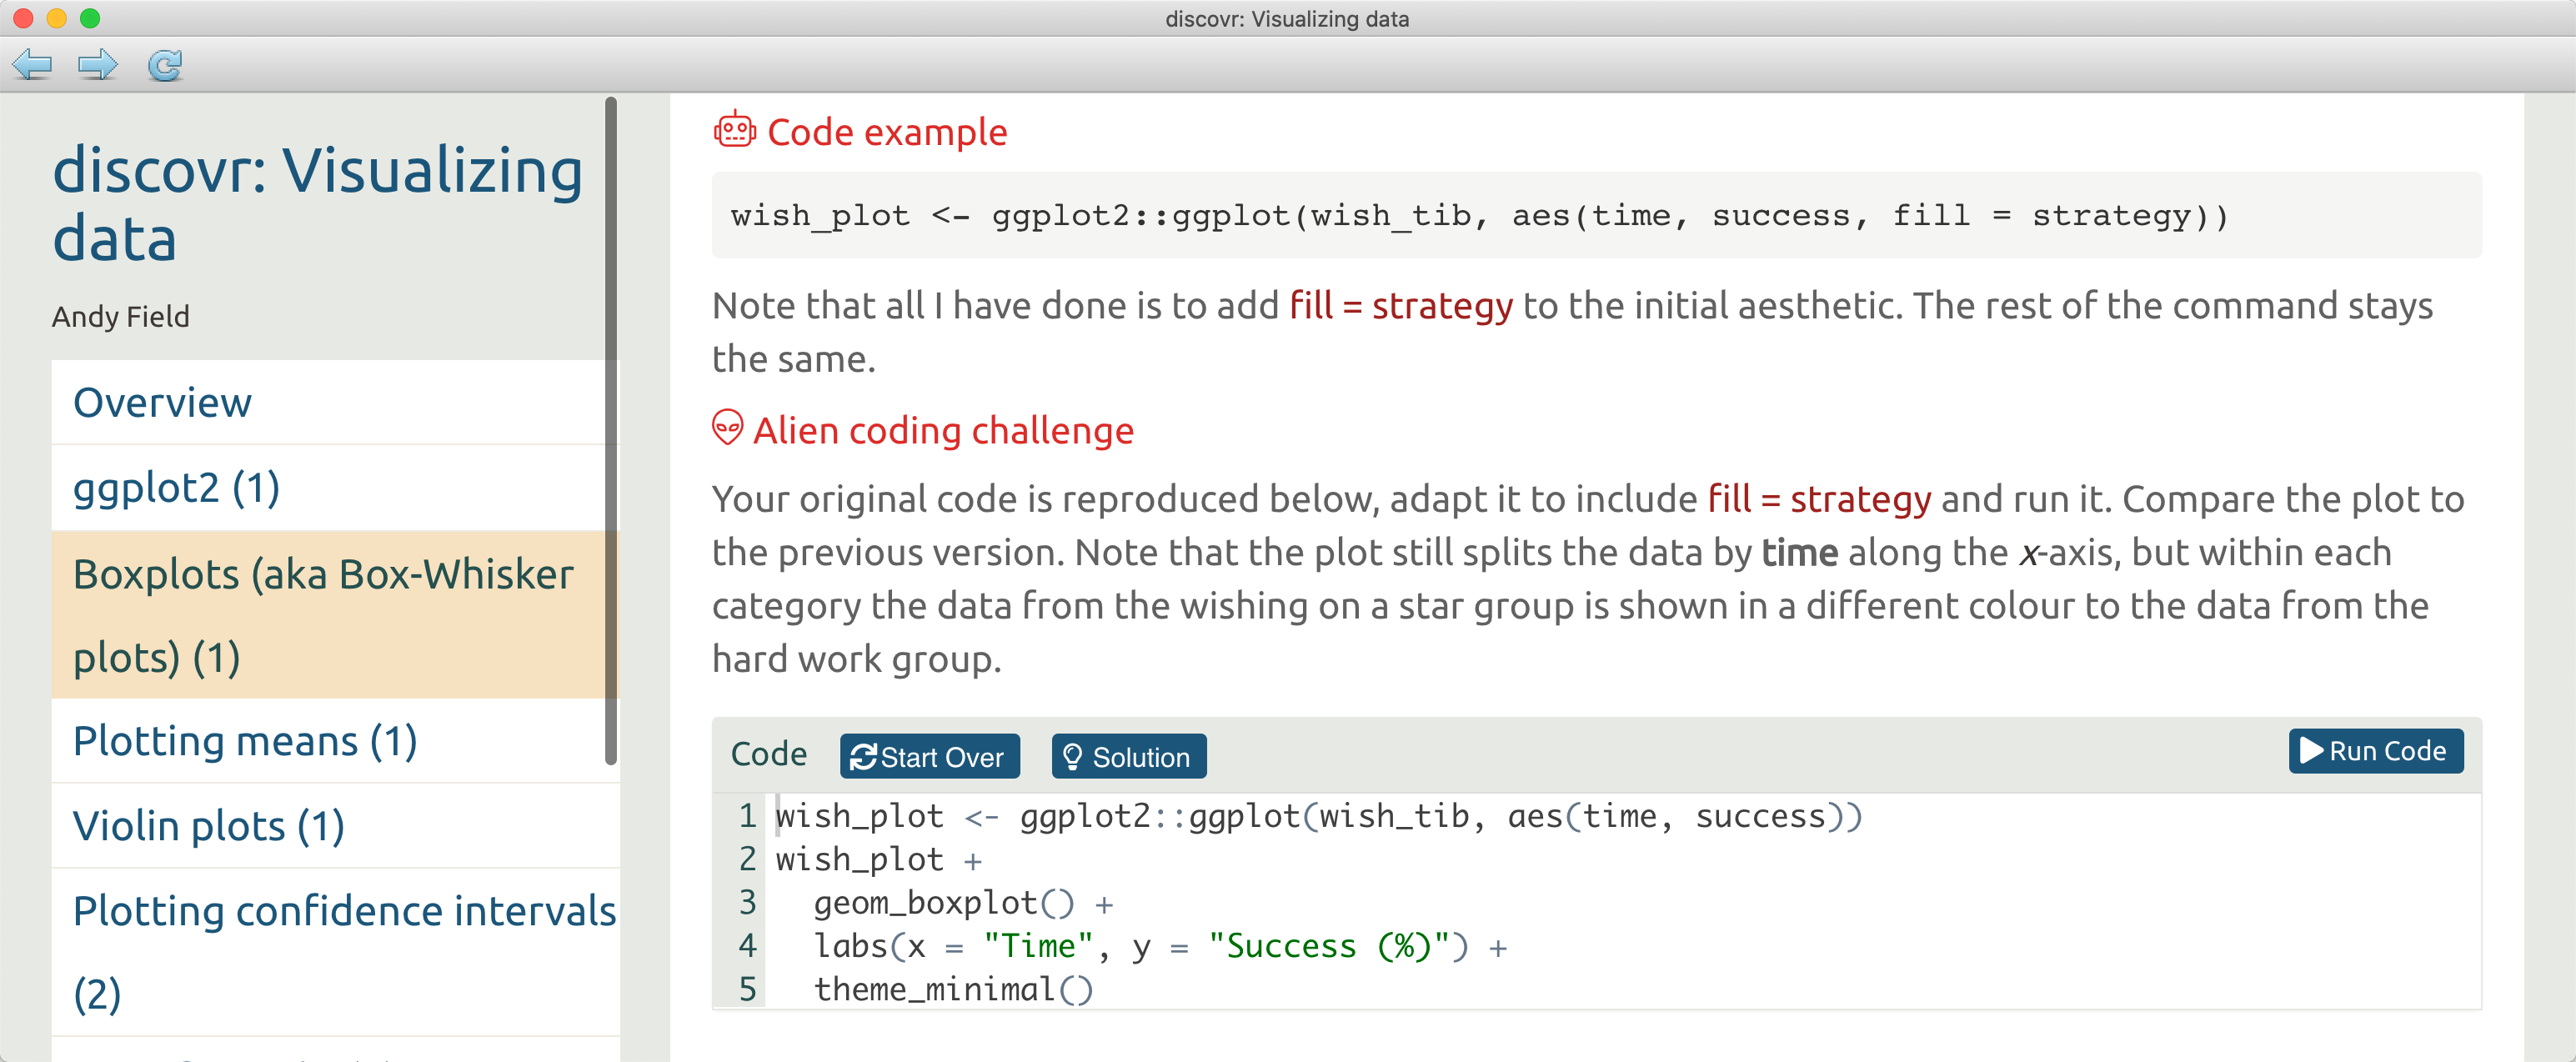 discovr: Visualizing data
discovr: Visualizing
data
Andy Field
Overview
ggplot2 (1)
Boxplots (aka Box-Whisker
plots) (1)
Plotting means (1)
Violin plots (1)
Plotting confidence intervals
(2)
Code example
wish_plot <- ggplot2::ggplot(wish_tib, aes(time, success, fill = strategy))
Note that all I have done is to add fill = strategy to the initial aesthetic. The rest of the command stays
the same.
Alien coding challenge
Your original code is reproduced below, adapt it to include fill = strategy and run it. Compare the plot to
the previous version. Note that the plot still splits the data by time along the x-axis, but within each
category the data from the wishing on a star group is shown in a different colour to the data from the
hard work group.
Code Start Over Solution Run Code
1 wish_plot <- ggplot2::ggplot(wish_tib, aes(time, success))
2 wish_plot +
3   geom_boxplot() +
4   labs(x = "Time", y = "Success (%)") +
5   theme_minimal()